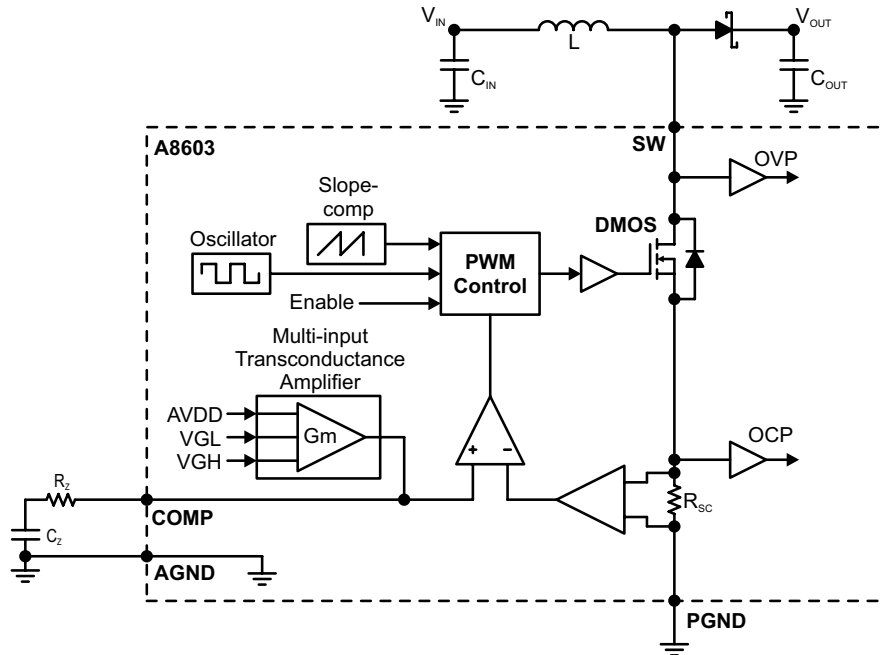 VIN
L
VOUT
CIN
COUT
A8603
SW
OVP
Slope-
comp
Oscillator
DMOS
PWM
Control
Enable
Multi-input
Transconductance
Amplifier
AVDD
VGL
VGH
Gm
+ −
OCP
RZ
RSC
COMP
CZ
AGND
PGND